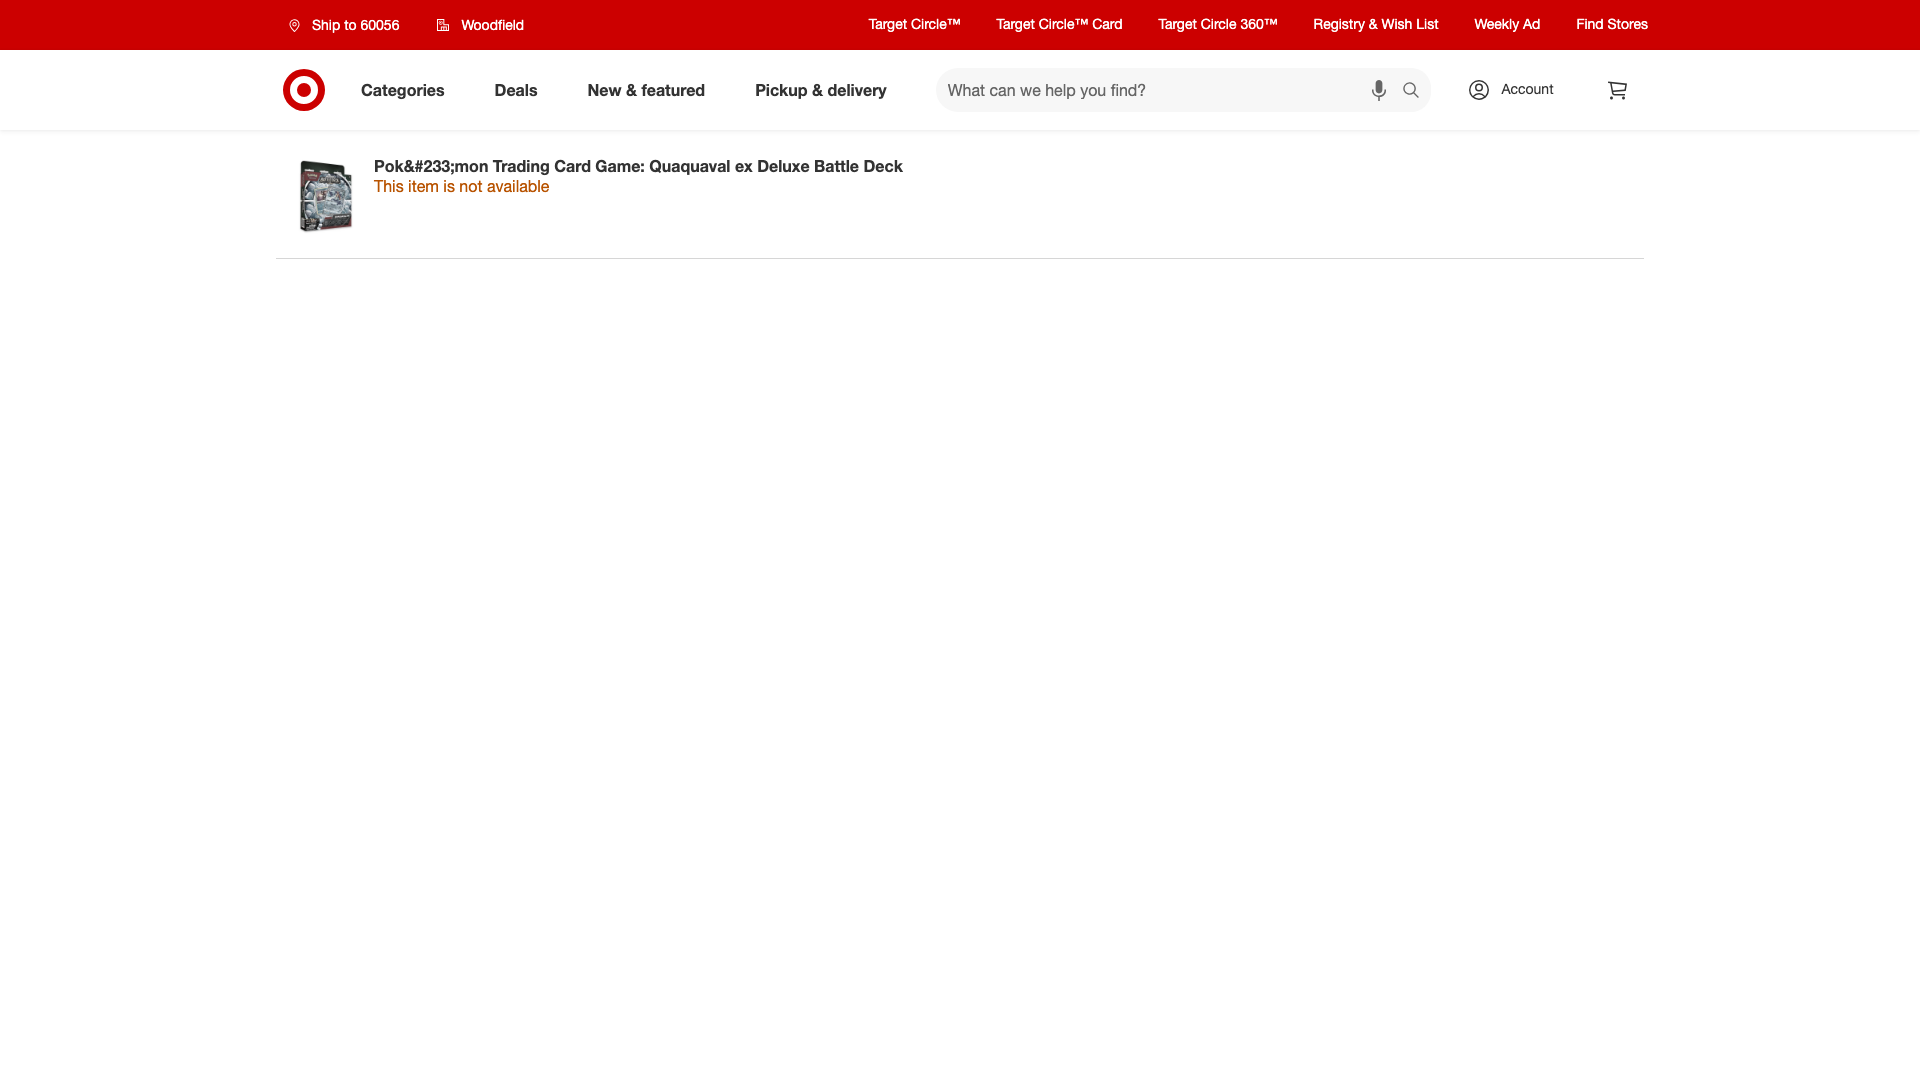 Ship to 60056
Woodfield
Target Circle™
Target Circle™ Card
Target Circle 360™
Registry & Wish List
Weekly Ad
Find Stores
Categories
Deals
New & featured
Pickup & delivery
What can we help you find?
Account
Pok&#233;mon Trading Card Game: Quaquaval ex Deluxe Battle Deck
This item is not available